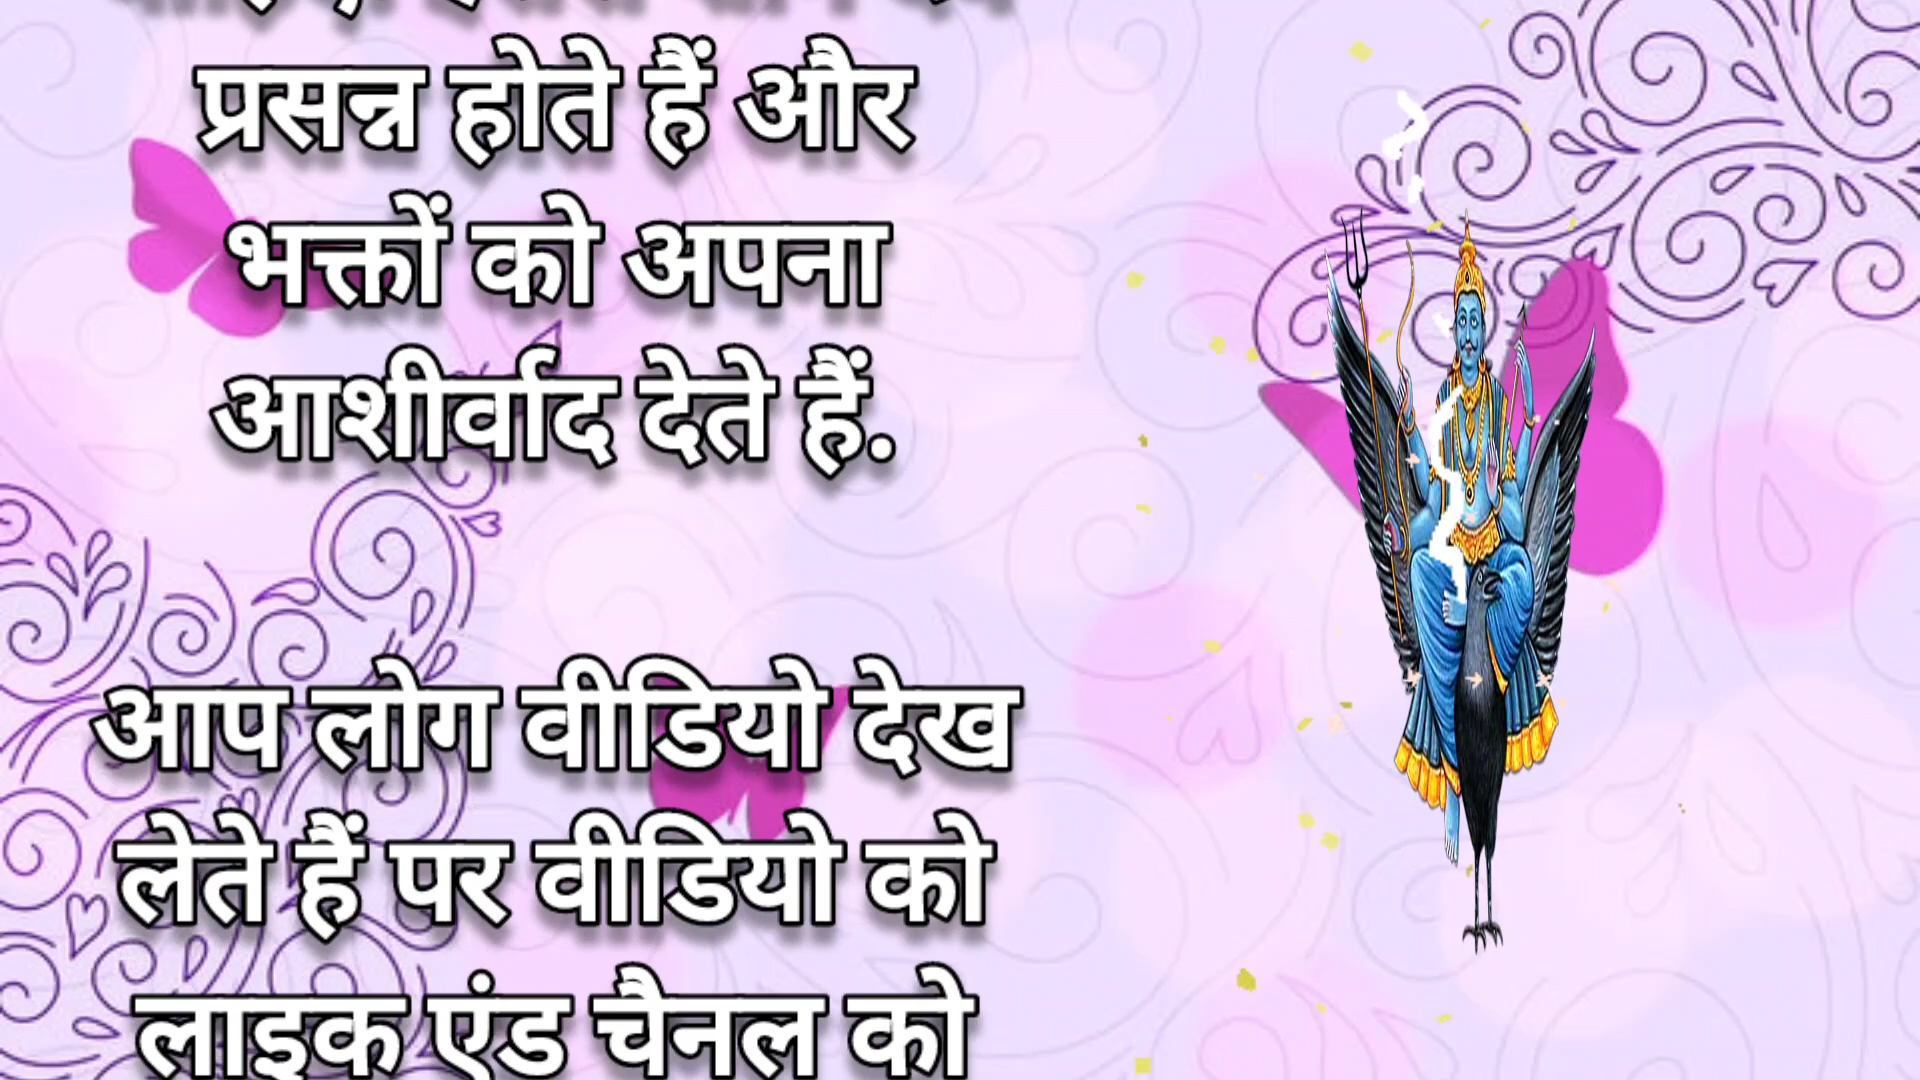 प्रसन्न होते हैं और
भक्तों को अपना
आशीर्वाद देते हैं.
आप लोग वीडियो देख
लेते हैं पर वीडियो को
लाइक एंड चैनल को